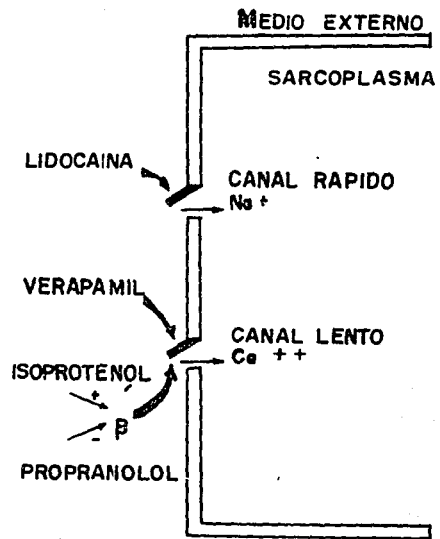 MEDIO EXTERNO
SARCOPLASMA
LIDOCAINA
CANAL RAPIDO
Na +
VERAPAMIL
CANAL LENTO
Ca ++
ISOPROTENOL
+
β
-
PROPRANOLOL